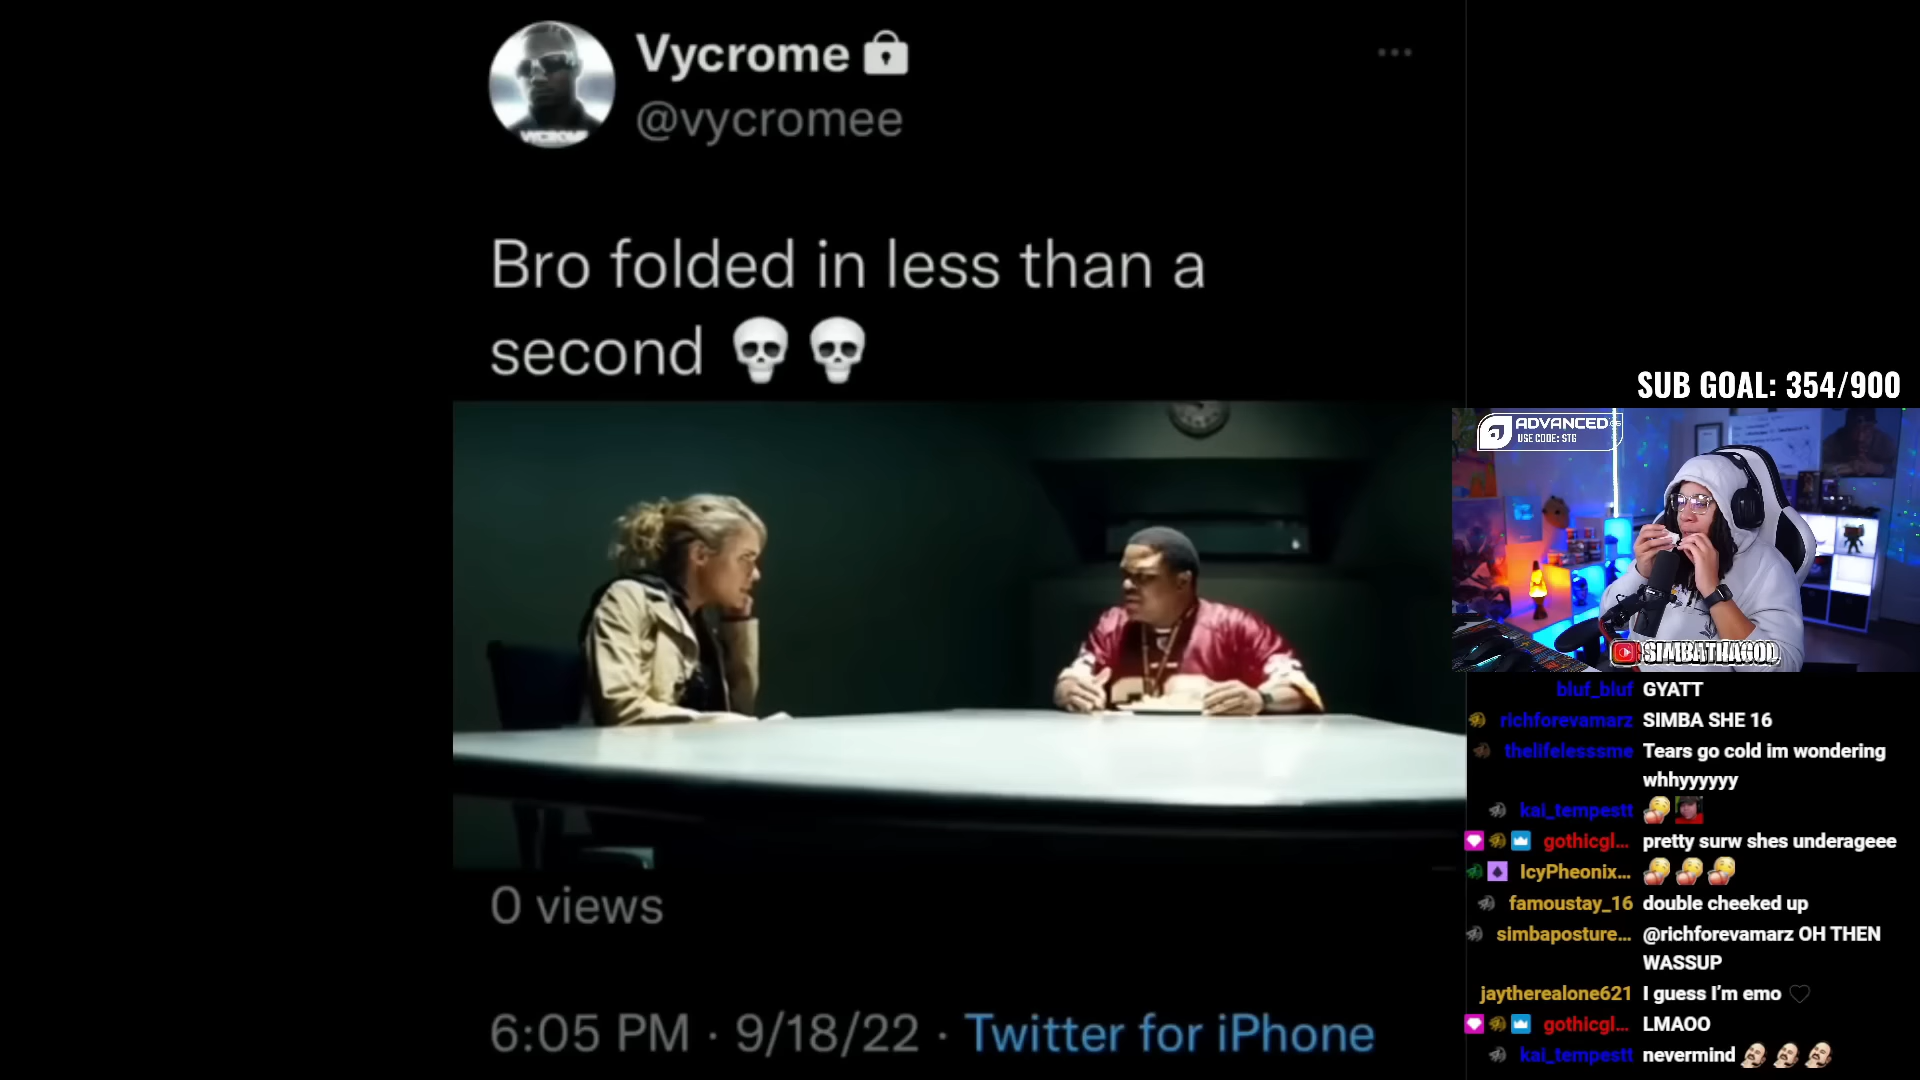 Vycrome
@vycromee
Bro folded in less than a
second 💀💀
0 views
6:05 PM · 9/18/22 · Twitter for iPhone
SUB GOAL: 354/900
ADVANCED
USE CODE: STG
SIMBATHAGOD
bluf_bluf GYATT
richforevamarz SIMBA SHE 16
thelifelesssme Tears go cold im wondering
whhyyyyyy
kai_tempestt
gothicgl... pretty surw shes underageee
IcyPheonix...
famoustay_16 double cheeked up
simbaposture... @richforevamarz OH THEN
WASSUP
jaytherealone621 I guess I'm emo ♡
gothicgl... LMAOO
kai_tempestt nevermind